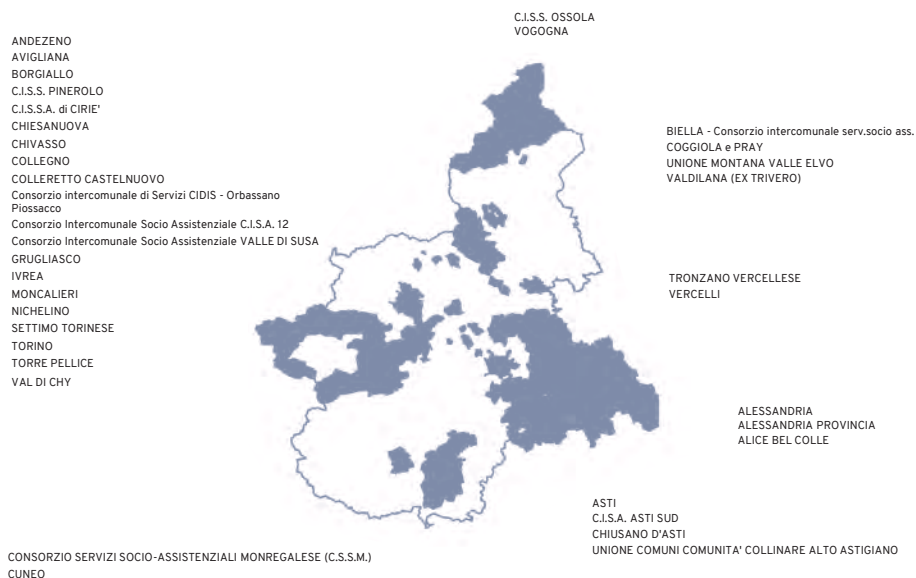 C.I.S.S. OSSOLA
VOGOGNA
ANDEZENO
AVIGLIANA
BORGIALLO
C.I.S.S. PINEROLO
C.I.S.S.A. di CIRIE'
CHIESANUOVA
CHIVASSO
COLLEGNO
COLLERETTO CASTELNUOVO
Consorzio intercomunale di Servizi CIDIS - Orbassano
Piossacco
Consorzio Intercomunale Socio Assistenziale C.I.S.A. 12
Consorzio Intercomunale Socio Assistenziale VALLE DI SUSA
GRUGLIASCO
IVREA
MONCALIERI
NICHELINO
SETTIMO TORINESE
TORINO
TORRE PELLICE
VAL DI CHY
BIELLA - Consorzio intercomunale serv.socio ass.
COGGIOLA e PRAY
UNIONE MONTANA VALLE ELVO
VALDILANA (EX TRIVERO)
TRONZANO VERCELLESE
VERCELLI
ALESSANDRIA
ALESSANDRIA PROVINCIA
ALICE BEL COLLE
ASTI
C.I.S.A. ASTI SUD
CHIUSANO D'ASTI
UNIONE COMUNI COMUNITA' COLLINARE ALTO ASTIGIANO
CONSORZIO SERVIZI SOCIO-ASSISTENZIALI MONREGALESE (C.S.S.M.)
CUNEO